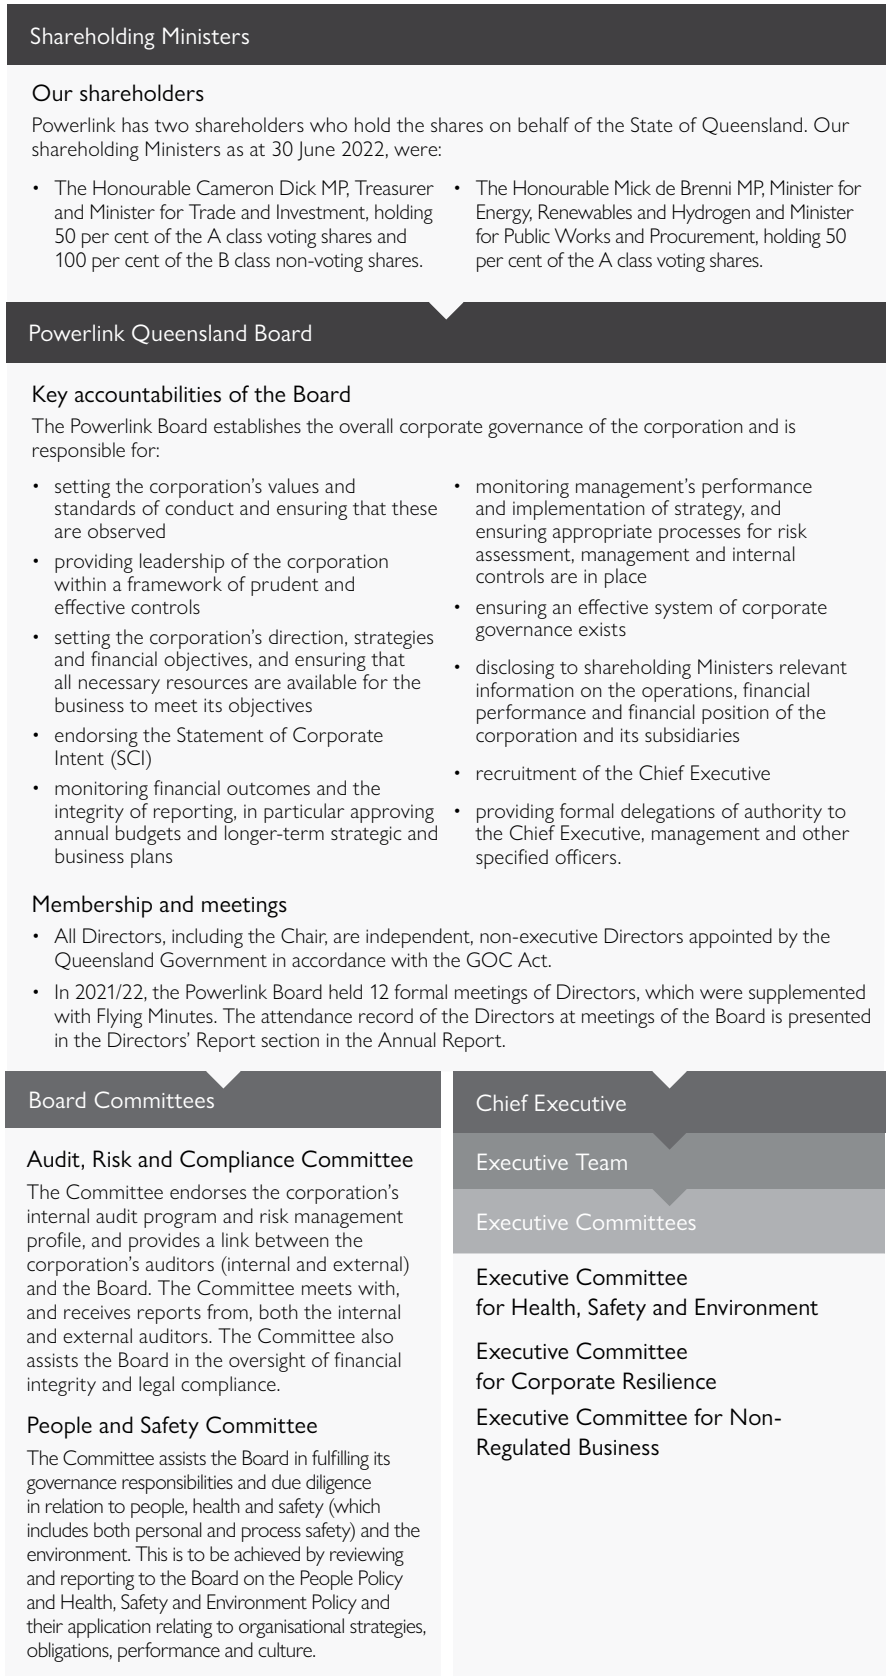 Shareholding Ministers
Our shareholders
Powerlink has two shareholders who hold the shares on behalf of the State of Queensland. Our
shareholding Ministers as at 30 June 2022, were:
• The Honourable Cameron Dick MP, Treasurer
and Minister for Trade and Investment, holding
50 per cent of the A class voting shares and
100 per cent of the B class non-voting shares.
• The Honourable Mick de Brenni MP, Minister for
Energy, Renewables and Hydrogen and Minister
for Public Works and Procurement, holding 50
per cent of the A class voting shares.
Powerlink Queensland Board
Key accountabilities of the Board
The Powerlink Board establishes the overall corporate governance of the corporation and is
responsible for:
• setting the corporation's values and
standards of conduct and ensuring that these
are observed
• providing leadership of the corporation
within a framework of prudent and
effective controls
• setting the corporation's direction, strategies
and financial objectives, and ensuring that
all necessary resources are available for the
business to meet its objectives
• endorsing the Statement of Corporate
Intent (SCI)
• monitoring financial outcomes and the
integrity of reporting, in particular approving
annual budgets and longer-term strategic and
business plans
• monitoring management's performance
and implementation of strategy, and
ensuring appropriate processes for risk
assessment, management and internal
controls are in place
• ensuring an effective system of corporate
governance exists
• disclosing to shareholding Ministers relevant
information on the operations, financial
performance and financial position of the
corporation and its subsidiaries
• recruitment of the Chief Executive
• providing formal delegations of authority to
the Chief Executive, management and other
specified officers.
Membership and meetings
• All Directors, including the Chair, are independent, non-executive Directors appointed by the
Queensland Government in accordance with the GOC Act.
• In 2021/22, the Powerlink Board held 12 formal meetings of Directors, which were supplemented
with Flying Minutes. The attendance record of the Directors at meetings of the Board is presented
in the Directors' Report section in the Annual Report.
Board Committees
Audit, Risk and Compliance Committee
The Committee endorses the corporation's
internal audit program and risk management
profile, and provides a link between the
corporation's auditors (internal and external)
and the Board. The Committee meets with,
and receives reports from, both the internal
and external auditors. The Committee also
assists the Board in the oversight of financial
integrity and legal compliance.
People and Safety Committee
The Committee assists the Board in fulfilling its
governance responsibilities and due diligence
in relation to people, health and safety (which
includes both personal and process safety) and the
environment. This is to be achieved by reviewing
and reporting to the Board on the People Policy
and Health, Safety and Environment Policy and
their application relating to organisational strategies,
obligations, performance and culture.
Chief Executive
Executive Team
Executive Committees
Executive Committee
for Health, Safety and Environment
Executive Committee
for Corporate Resilience
Executive Committee for Non-
Regulated Business